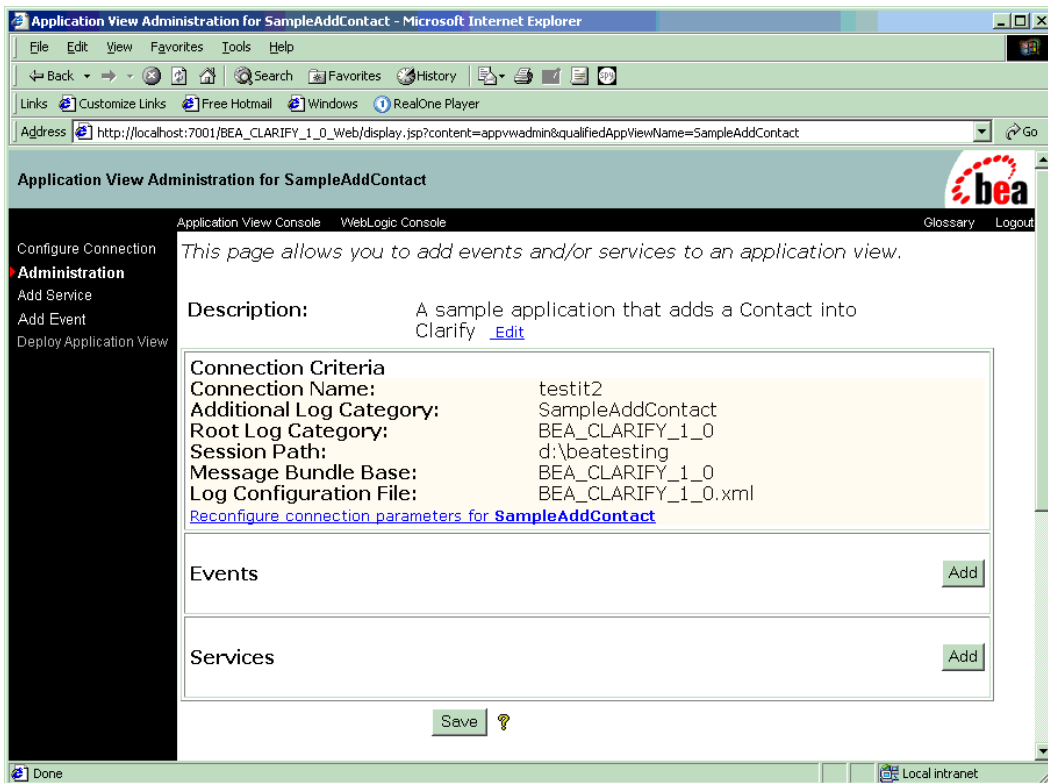 Application View Administration for SampleAddContact - Microsoft Internet Explorer
File Edit View Favorites Tools Help
Back Search Favorites History
Links Customize Links Free Hotmail Windows RealOne Player
Address http://localhost:7001/BEA_CLARIFY_1_0_Web/display.jsp?content=appvwadmin&qualifiedAppViewName=SampleAddContact Go
Application View Administration for SampleAddContact
bea
Application View Console WebLogic Console Glossary Logout
Configure Connection
Administration
Add Service
Add Event
Deploy Application View
This page allows you to add events and/or services to an application view.
Description: A sample application that adds a Contact into
Clarify Edit
Connection Criteria
Connection Name: testit2
Additional Log Category: SampleAddContact
Root Log Category: BEA_CLARIFY_1_0
Session Path: d:\beatesting
Message Bundle Base: BEA_CLARIFY_1_0
Log Configuration File: BEA_CLARIFY_1_0.xml
Reconfigure connection parameters for SampleAddContact
Events Add
Services Add
Save ?
Done Local intranet